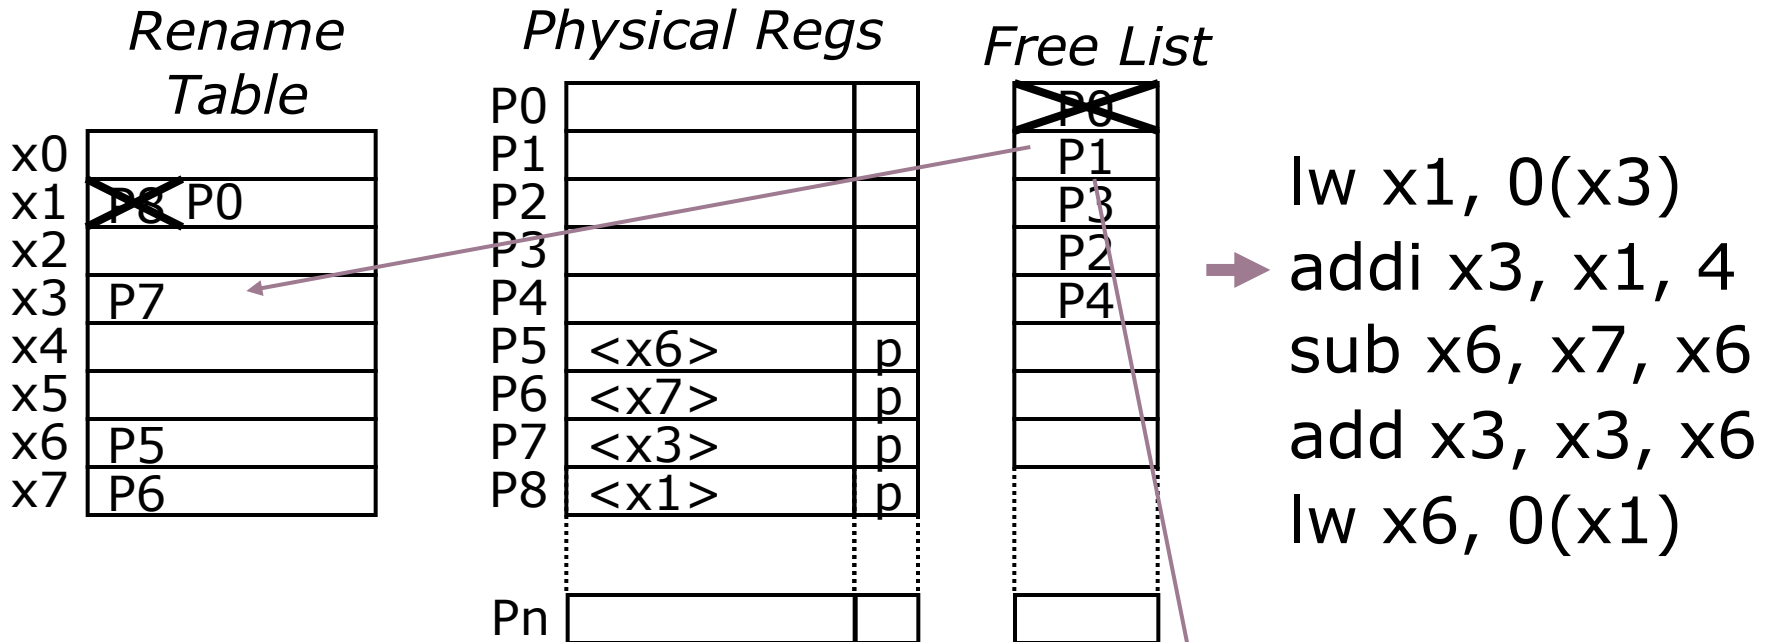 Rename
Table
x0
x1 P8 P0
x2
x3 P7
x4
x5
x6 P5
x7 P6
Physical Regs
P0
P1
P2
P3
P4
P5 <x6> p
P6 <x7> p
P7 <x3> p
P8 <x1> p
Pn
Free List
P0
P1
P3
P2
P4
lw x1, 0(x3)
addi x3, x1, 4
sub x6, x7, x6
add x3, x3, x6
lw x6, 0(x1)